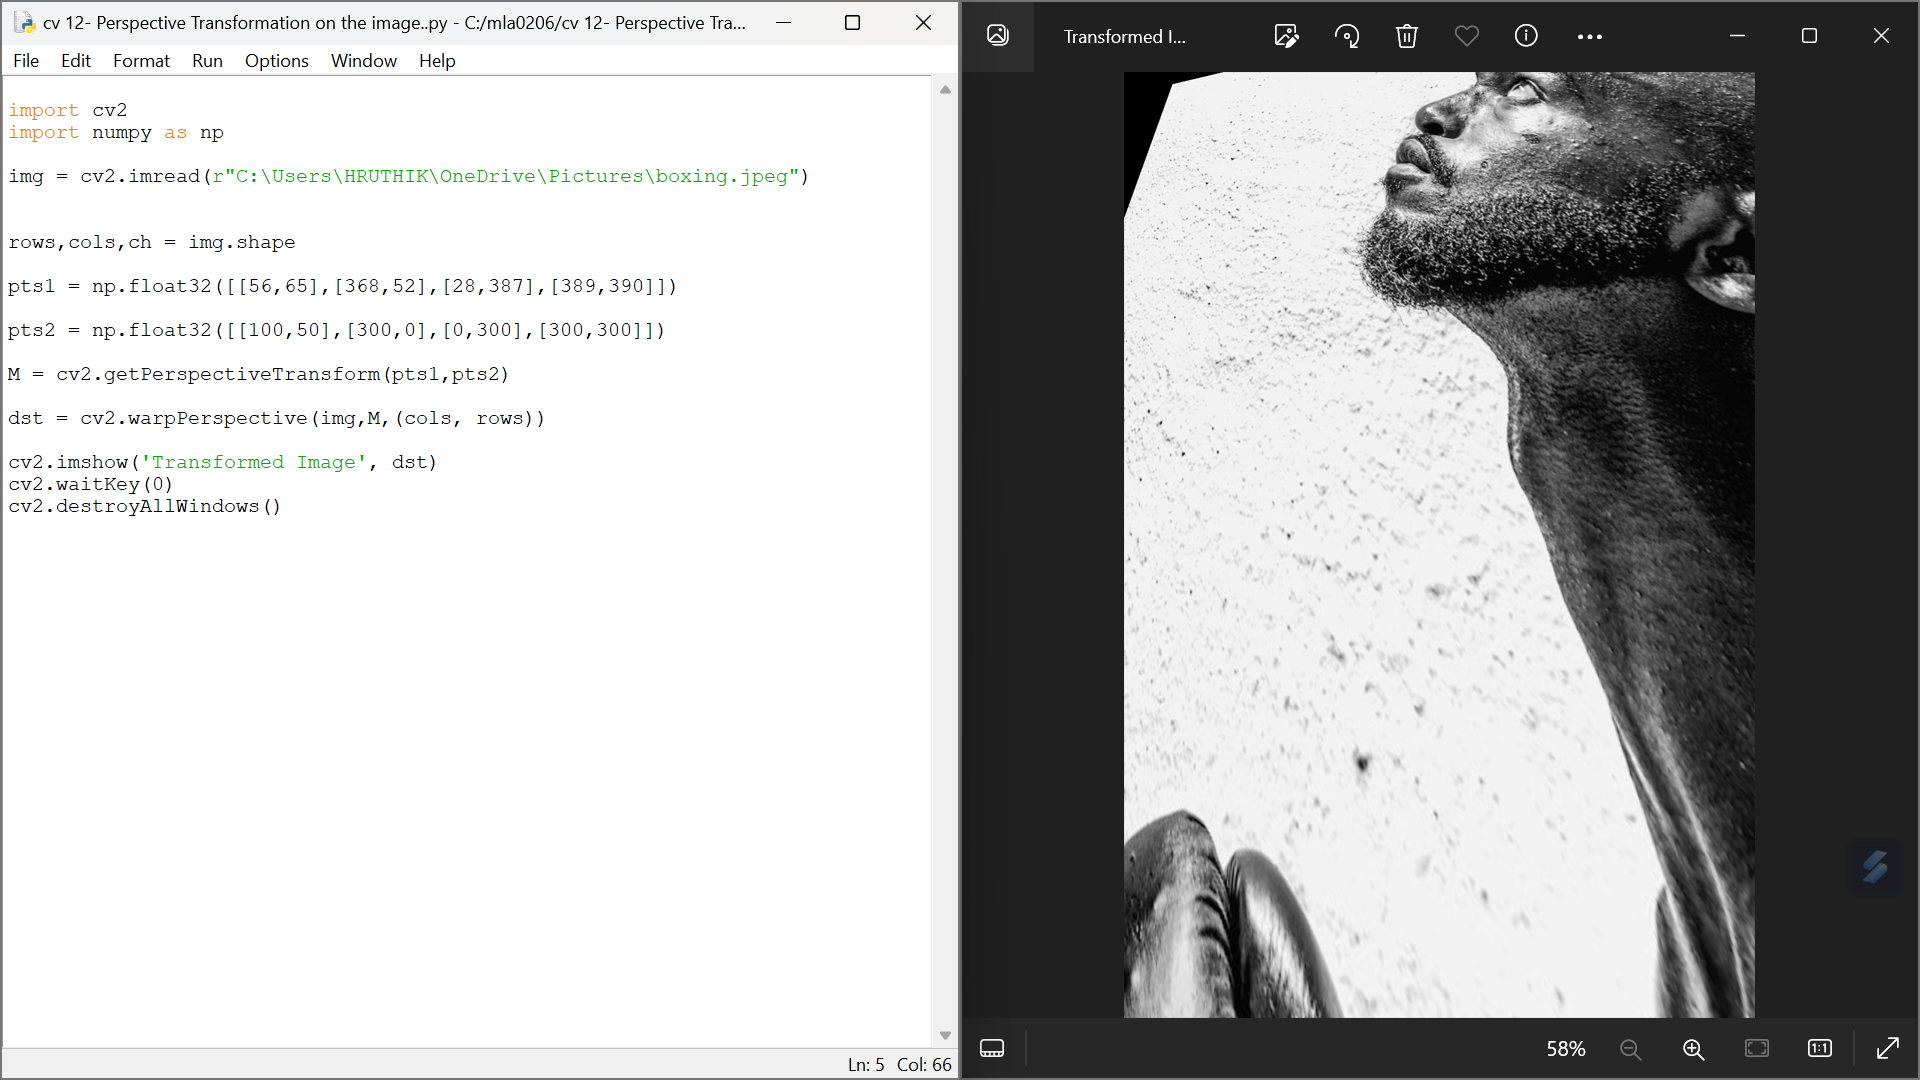 cv 12- Perspective Transformation on the image..py - C:/mla0206/cv 12- Perspective Tra...
File Edit Format Run Options Window Help
import cv2
import numpy as np
img = cv2.imread(r"C:\Users\HRUTHIK\OneDrive\Pictures\boxing.jpeg")
rows,cols,ch = img.shape
pts1 = np.float32([[56,65],[368,52],[28,387],[389,390]])
pts2 = np.float32([[100,50],[300,0],[0,300],[300,300]])
M = cv2.getPerspectiveTransform(pts1,pts2)
dst = cv2.warpPerspective(img,M,(cols, rows))
cv2.imshow('Transformed Image', dst)
cv2.waitKey(0)
cv2.destroyAllWindows()
Ln: 5 Col: 66
Transformed I...
58%
1:1